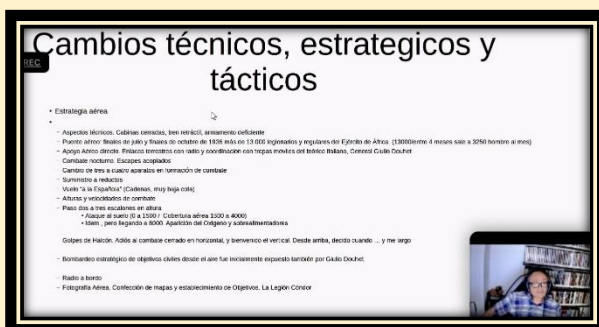 Cambios técnicos, estrategicos y
tácticos
REC
• Estrategia aérea
•
– Aspectos técnicos. Cabinas cerradas, tren retráctil, armamento deficiente
– Puente aéreo: finales de julio y finales de octubre de 1936 más de 13.000 legionarios y regulares del Ejército de África. (13000/entre 4 meses sale a 3250 hombre al mes)
– Apoyo Aéreo directo. Enlaces terrestres con radio y coordinación con tropas móviles del teórico Italiano, General Giulio Douhet
– Combate nocturno. Escapes acoplados
Cambio de tres a cuatro aparatos en formación de combate
– Suministro a reductos
Vuelo "a la Española" (Cadenas, muy baja cota)
– Alturas y velocidades de combate
– Paso dos a tres escalones en altura
• Ataque al suelo (0 a 1500 / Cobertura aérea 1500 a 4000)
• Idem , pero llegando a 8000. Aparición del Oxígeno y sobrealimentadores
Golpes de Halcón. Adiós al combate cerrado en horizontal, y bienvenico el vertical. Desde arriba, decido cuando ... y me largo
– Bombardeo estratégico de objetivos civiles desde el aire fue inicialmente expuesto también por Giulio Douhet.
– Radio a bordo
– Fotografía Aérea. Confección de mapas y establecimiento de Objetivos. La Legión Cóndor